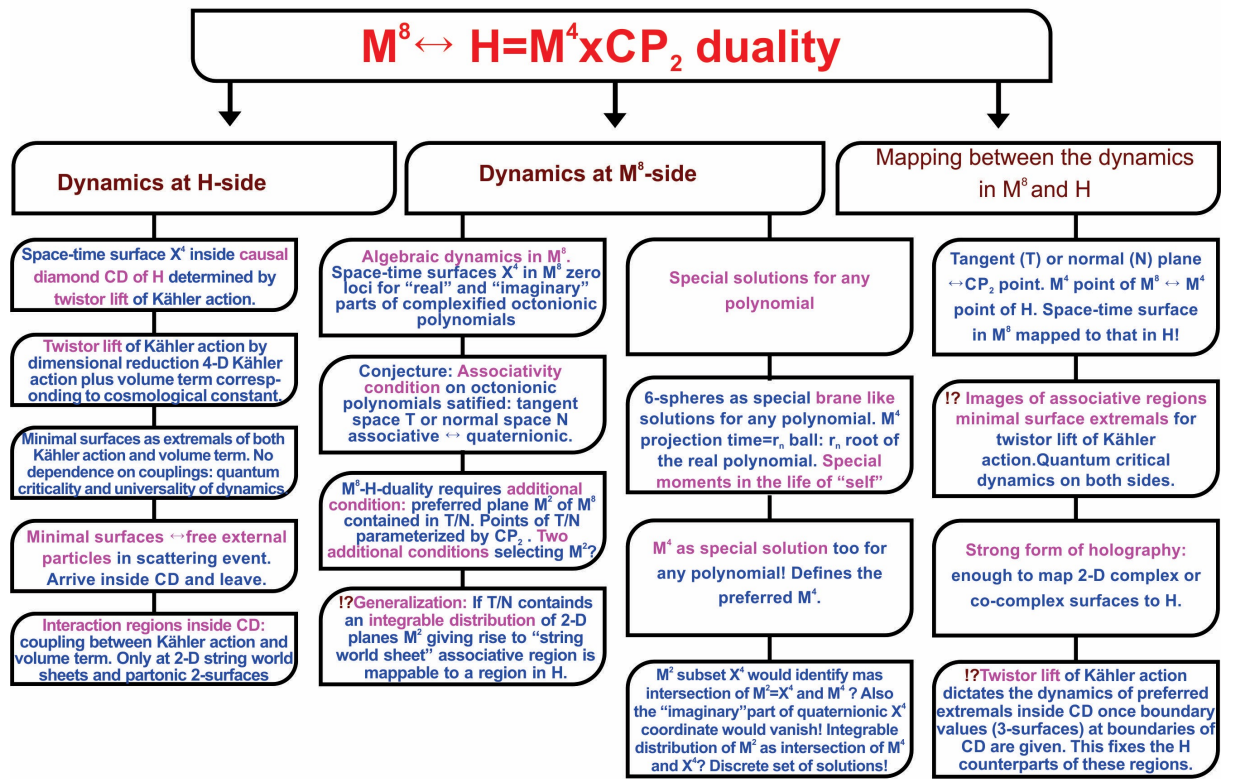 M⁸↔ H=M⁴xCP₂ duality
Dynamics at H-side
Space-time surface X⁴ inside causal
diamond CD of H determined by
twistor lift of Kähler action.
Twistor lift of Kähler action by
dimensional reduction 4-D Kähler
action plus volume term corresp-
onding to cosmological constant.
Minimal surfaces as extremals of both
Kähler action and volume term. No
dependence on couplings: quantum
criticality and universality of dynamics.
Minimal surfaces ↔free external
particles in scattering event.
Arrive inside CD and leave.
Interaction regions inside CD:
coupling between Kähler action and
volume term. Only at 2-D string world
sheets and partonic 2-surfaces
Dynamics at M⁸-side
Algebraic dynamics in M⁸.
Space-time surfaces X⁴ in M⁸ zero
loci for “real” and “imaginary”
parts of complexified octonionic
polynomials
Conjecture: Associativity
condition on octonionic
polynomials satified: tangent
space T or normal space N
associative ↔ quaternionic.
M⁸-H-duality requires additional
condition: preferred plane M² of M⁸
contained in T/N. Points of T/N
parameterized by CP₂ . Two
additional conditions selecting M²?
!?Generalization: If T/N containds
an integrable distribution of 2-D
planes M² giving rise to “string
world sheet” associative region is
mappable to a region in H.
Special solutions for any
polynomial
6-spheres as special brane like
solutions for any polynomial. M⁴
projection time=rₙ ball: rₙ root of
the real polynomial. Special
moments in the life of “self”
M⁴ as special solution too for
any polynomial! Defines the
preferred M⁴.
M² subset X⁴ would identify mas
intersection of M²=X⁴ and M⁴ ? Also
the “imaginary”part of quaternionic X⁴
coordinate would vanish! Integrable
distribution of M² as intersection of M⁴
and X⁴? Discrete set of solutions!
Mapping between the dynamics
in M⁸ and H
Tangent (T) or normal (N) plane
↔CP₂ point. M⁴ point of M⁸ ↔ M⁴
point of H. Space-time surface
in M⁸ mapped to that in H!
!? Images of associative regions
minimal surface extremals for
twistor lift of Kähler
action.Quantum critical
dynamics on both sides.
Strong form of holography:
enough to map 2-D complex or
co-complex surfaces to H.
!?Twistor lift of Kähler action
dictates the dynamics of preferred
extremals inside CD once boundary
values (3-surfaces) at boundaries of
CD are given. This fixes the H
counterparts of these regions.